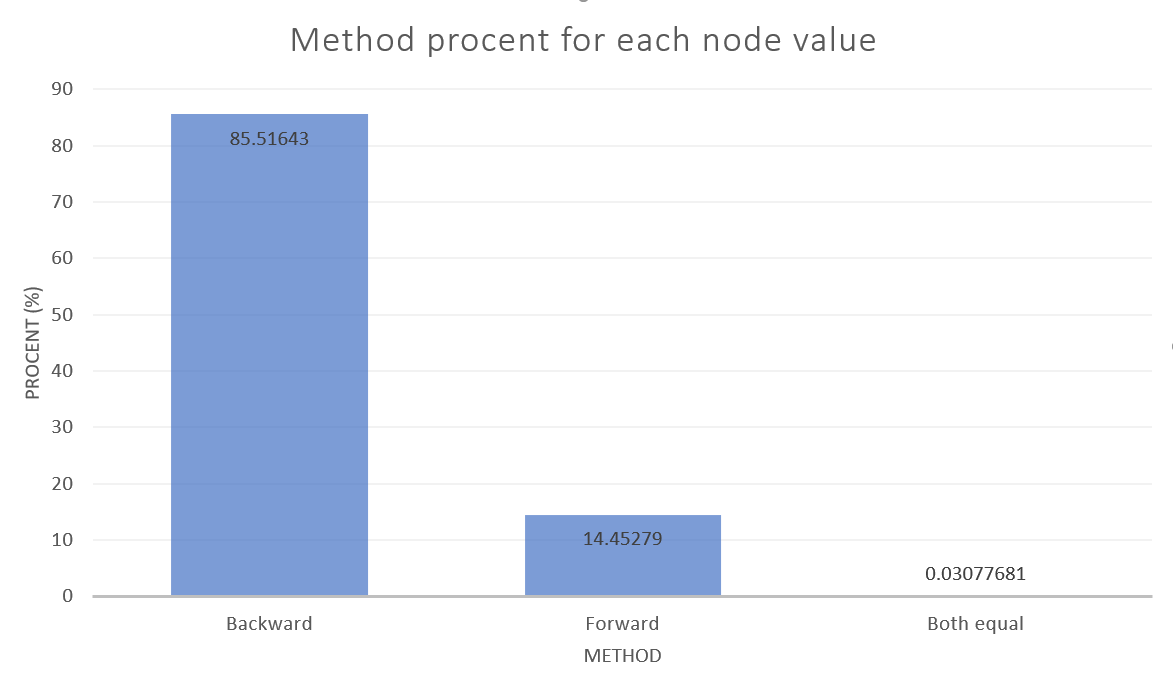 Method procent for each node value
90
80
70
60
50
40
30
20
10
0
PROCENT (%)
85.51643
14.45279
0.03077681
Backward
Forward
Both equal
METHOD